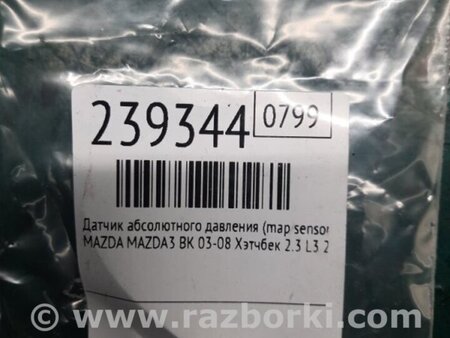 239344 0799
Датчик абсолютного давления (map sensor
MAZDA MAZDA3 BK 03-08 Хэтчбек 2.3 L3 2
© www.razborki.com